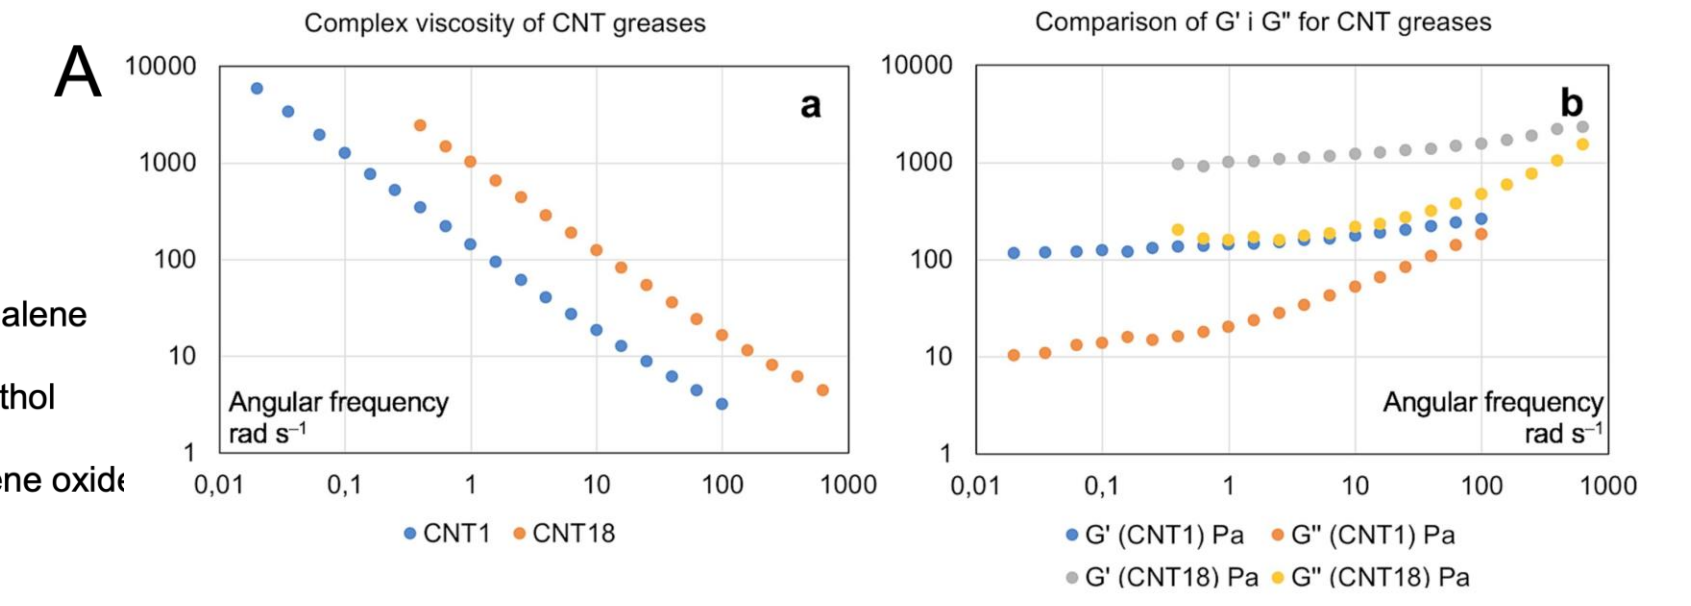 A
alene
thol
ene oxide
Complex viscosity of CNT greases
10000
1000
100
10
1
a
Angular frequency
rad s⁻¹
0,01 0,1 1 10 100 1000
CNT1 CNT18
Comparison of G' i G" for CNT greases
10000
1000
100
10
1
b
Angular frequency
rad s⁻¹
0,01 0,1 1 10 100 1000
G' (CNT1) Pa G" (CNT1) Pa
G' (CNT18) Pa G" (CNT18) Pa